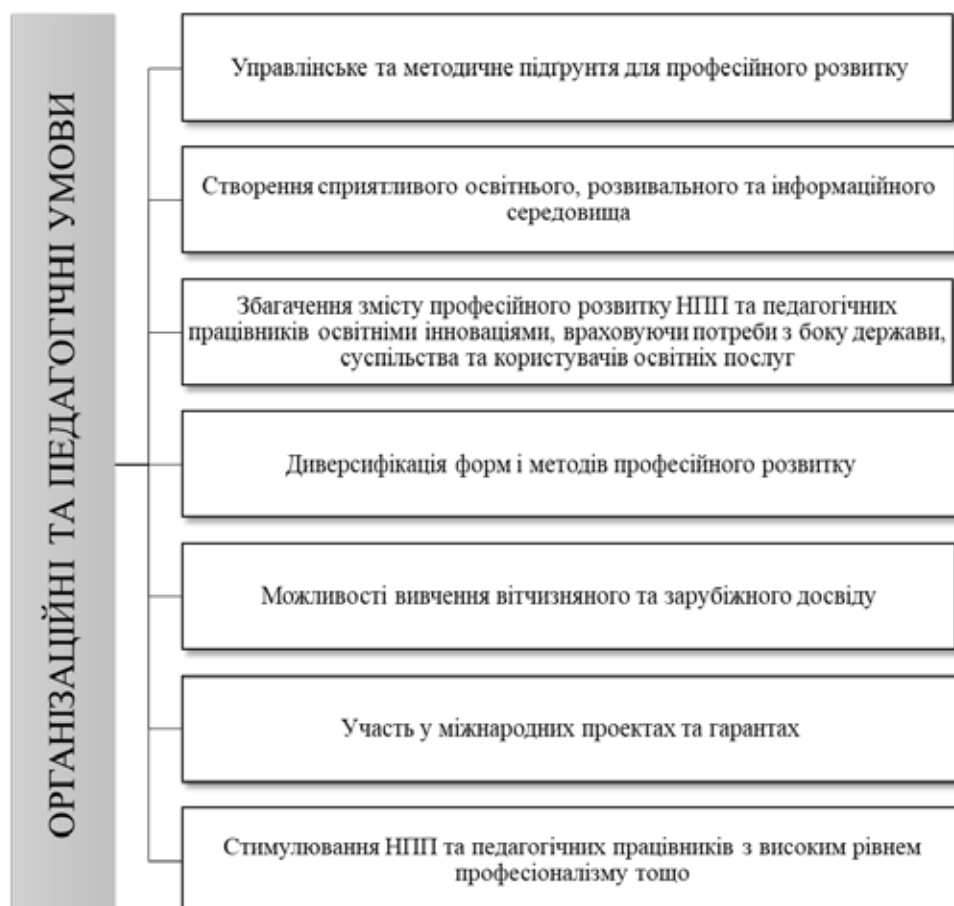 ОРГАНІЗАЦІЙНІ ТА ПЕДАГОГІЧНІ УМОВИ
Управлінське та методичне підґрунтя для професійного розвитку
Створення сприятливого освітнього, розвивального та інформаційного
середовища
Збагачення змісту професійного розвитку НПП та педагогічних
працівників освітніми інноваціями, враховуючи потреби з боку держави,
суспільства та користувачів освітніх послуг
Диверсифікація форм і методів професійного розвитку
Можливості вивчення вітчизняного та зарубіжного досвіду
Участь у міжнародних проектах та гарантах
Стимулювання НПП та педагогічних працівників з високим рівнем
професіоналізму тощо